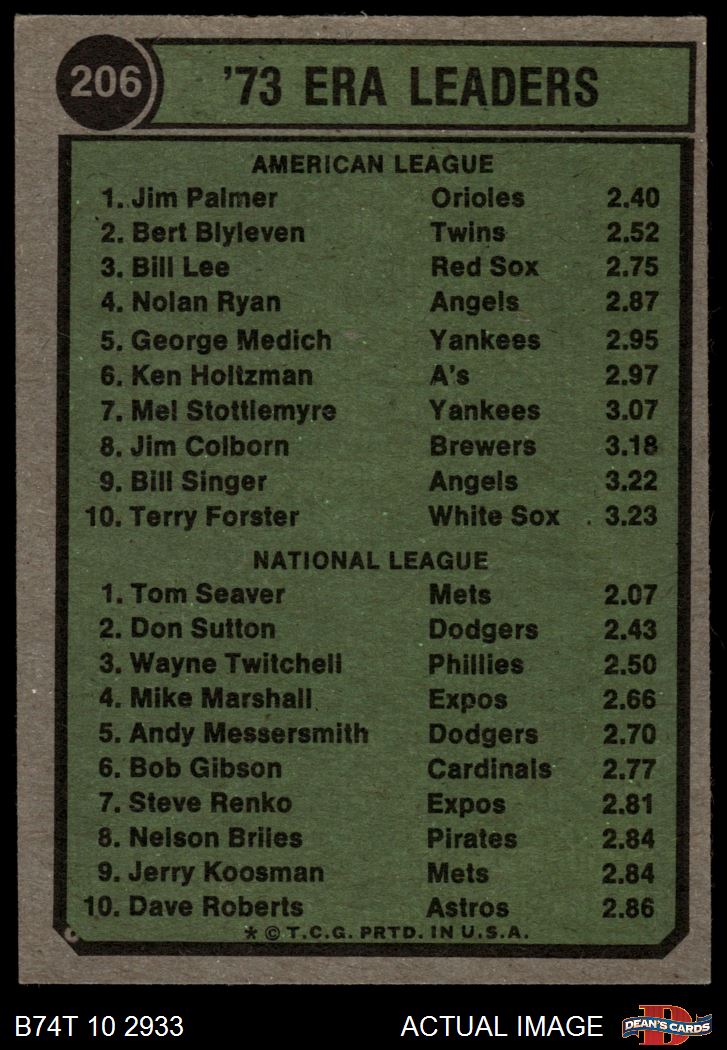 206
'73 ERA LEADERS
AMERICAN LEAGUE
1. Jim Palmer Orioles 2.40
2. Bert Blyleven Twins 2.52
3. Bill Lee Red Sox 2.75
4. Nolan Ryan Angels 2.87
5. George Medich Yankees 2.95
6. Ken Holtzman A's 2.97
7. Mel Stottlemyre Yankees 3.07
8. Jim Colborn Brewers 3.18
9. Bill Singer Angels 3.22
10. Terry Forster White Sox 3.23
NATIONAL LEAGUE
1. Tom Seaver Mets 2.07
2. Don Sutton Dodgers 2.43
3. Wayne Twitchell Phillies 2.50
4. Mike Marshall Expos 2.66
5. Andy Messersmith Dodgers 2.70
6. Bob Gibson Cardinals 2.77
7. Steve Renko Expos 2.81
8. Nelson Briles Pirates 2.84
9. Jerry Koosman Mets 2.84
10. Dave Roberts Astros 2.86
* © T.C.G. PRTD. IN U.S.A.
B74T 10 2933 ACTUAL IMAGE D DEAN'S CARDS